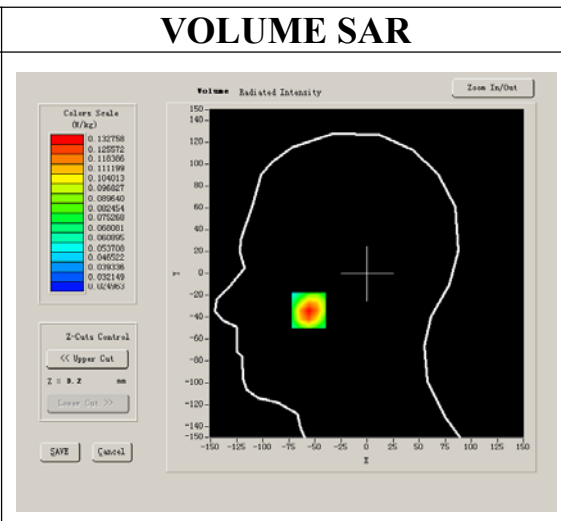 VOLUME SAR
Volume Radiated Intensity
Zoom In/Out
Colors Scale
(W/kg)
0.132758
0.125572
0.118386
0.111199
0.104013
0.096827
0.089640
0.082454
0.075268
0.068081
0.060895
0.053708
0.046522
0.039336
0.032149
0.024963
150
140
120
100
80
60
40
20
0
-20
-40
-60
-80
-100
-120
-140
-150
Y
-150 -125 -100 -75 -50 -25 0 25 50 75 100 125 150
X
Z-Cuts Control
<< Upper Cut
Z = 0.2 mm
Lower Cut >>
SAVE
Cancel